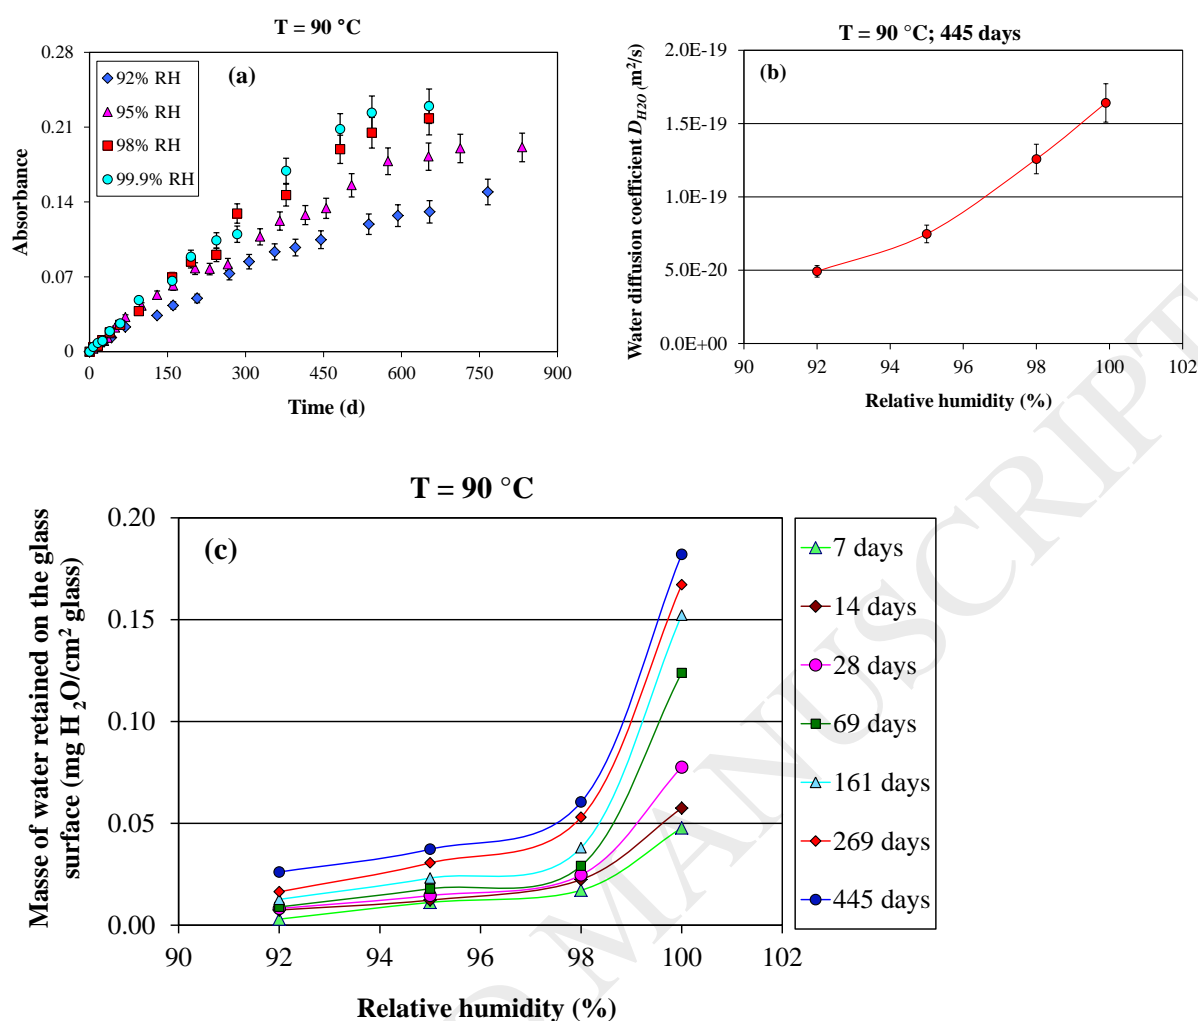 T = 90 °C
0.28
0.21
0.14
0.07
0
Absorbance
(a)
92% RH
95% RH
98% RH
99.9% RH
0 150 300 450 600 750 900
Time (d)
T = 90 °C; 445 days
2.0E-19
1.5E-19
1.0E-19
5.0E-20
0.0E+00
Water diffusion coefficient D_H2O (m²/s)
(b)
90 92 94 96 98 100 102
Relative humidity (%)
T = 90 °C
0.20
0.15
0.10
0.05
0.00
Masse of water retained on the glass
surface (mg H2O/cm² glass)
(c)
90 92 94 96 98 100 102
Relative humidity (%)
7 days
14 days
28 days
69 days
161 days
269 days
445 days
MANUSCRIPT